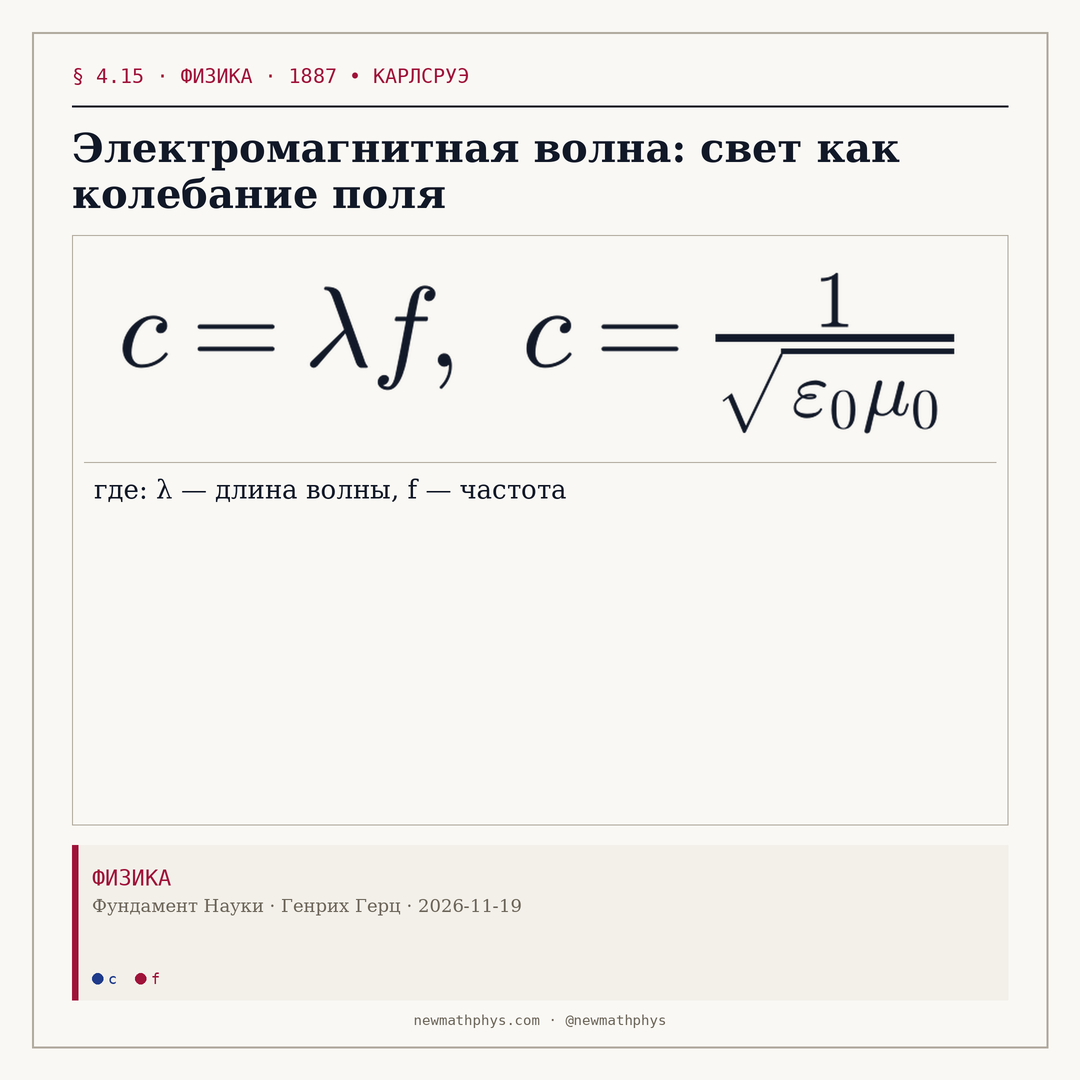 § 4.15 · ФИЗИКА · 1887 • КАРЛСРУЭ
Электромагнитная волна: свет как
колебание поля
c = λf, c = 1/√ε₀μ₀
где: λ — длина волны, f — частота
ФИЗИКА
Фундамент Науки · Генрих Герц · 2026-11-19
c f
newmathphys.com · @newmathphys